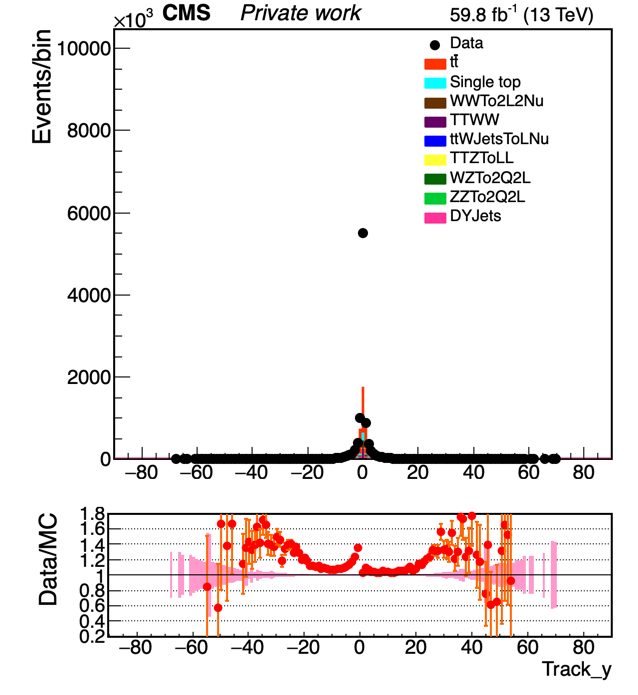 ×10³ CMS Private work 59.8 fb⁻¹ (13 TeV)
Events/bin
10000
8000
6000
4000
2000
0
Data
tt̄
Single top
WWTo2L2Nu
TTWW
ttWJetsToLNu
TTZToLL
WZTo2Q2L
ZZTo2Q2L
DYJets
−80 −60 −40 −20 0 20 40 60 80
Data/MC
1.8
1.6
1.4
1.2
1
0.8
0.6
0.4
0.2
−80 −60 −40 −20 0 20 40 60 80
Track_y